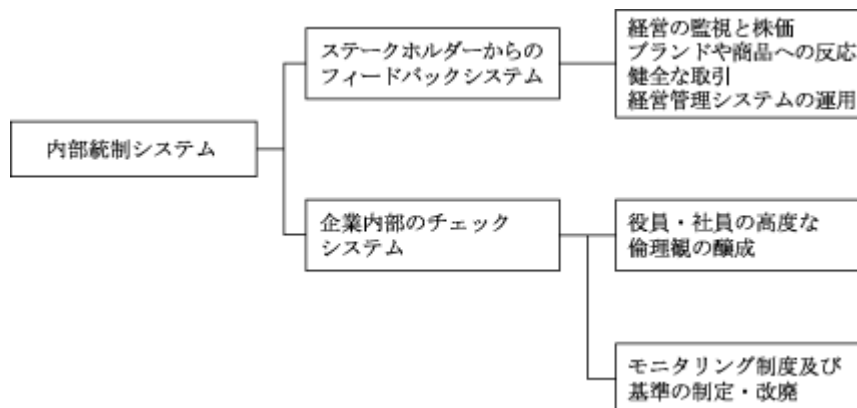 内部統制システム
ステークホルダーからの
フィードバックシステム
経営の監視と株価
ブランドや商品への反応
健全な取引
経営管理システムの運用
企業内部のチェック
システム
役員・社員の高度な
倫理観の醸成
モニタリング制度及び
基準の制定・改廃